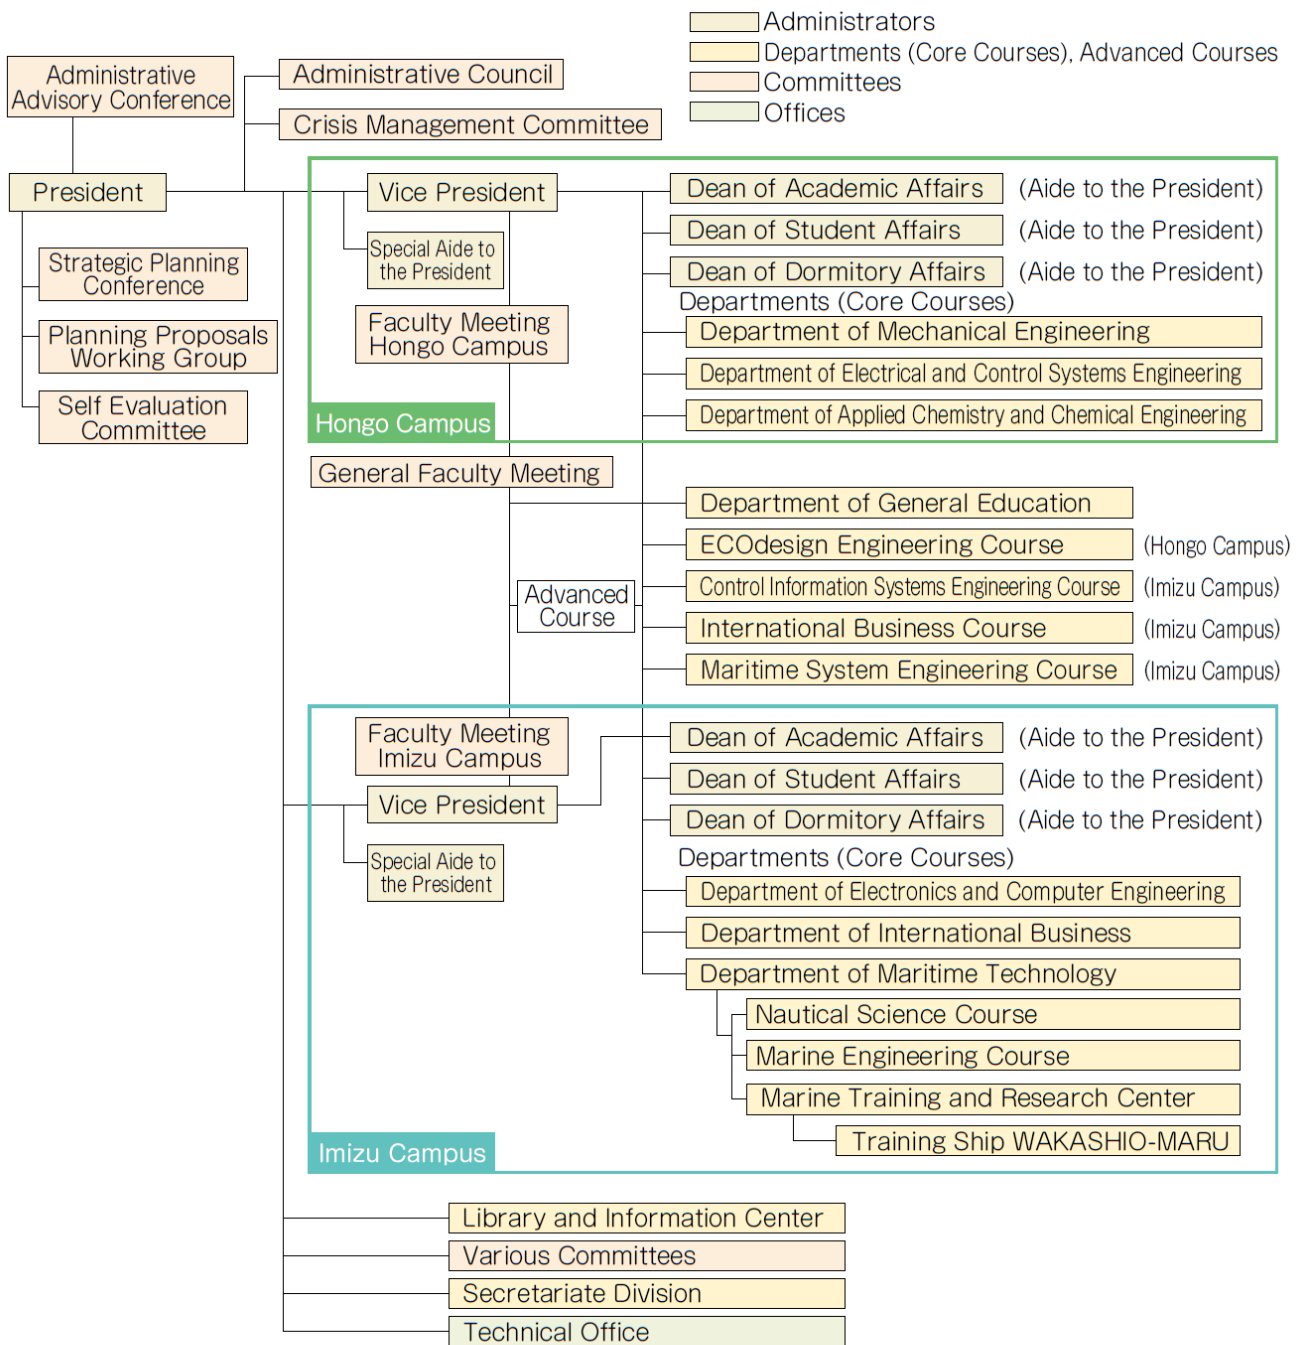 Administrators
Departments (Core Courses), Advanced Courses
Committees
Offices
Administrative
Advisory Conference
Administrative Council
Crisis Management Committee
President
Strategic Planning
Conference
Planning Proposals
Working Group
Self Evaluation
Committee
Vice President
Special Aide to
the President
Faculty Meeting
Hongo Campus
Hongo Campus
Dean of Academic Affairs (Aide to the President)
Dean of Student Affairs (Aide to the President)
Dean of Dormitory Affairs (Aide to the President)
Departments (Core Courses)
Department of Mechanical Engineering
Department of Electrical and Control Systems Engineering
Department of Applied Chemistry and Chemical Engineering
General Faculty Meeting
Department of General Education
Advanced
Course
ECOdesign Engineering Course (Hongo Campus)
Control Information Systems Engineering Course (Imizu Campus)
International Business Course (Imizu Campus)
Maritime System Engineering Course (Imizu Campus)
Faculty Meeting
Imizu Campus
Vice President
Special Aide to
the President
Dean of Academic Affairs (Aide to the President)
Dean of Student Affairs (Aide to the President)
Dean of Dormitory Affairs (Aide to the President)
Departments (Core Courses)
Department of Electronics and Computer Engineering
Department of International Business
Department of Maritime Technology
Nautical Science Course
Marine Engineering Course
Marine Training and Research Center
Training Ship WAKASHIO-MARU
Imizu Campus
Library and Information Center
Various Committees
Secretariate Division
Technical Office